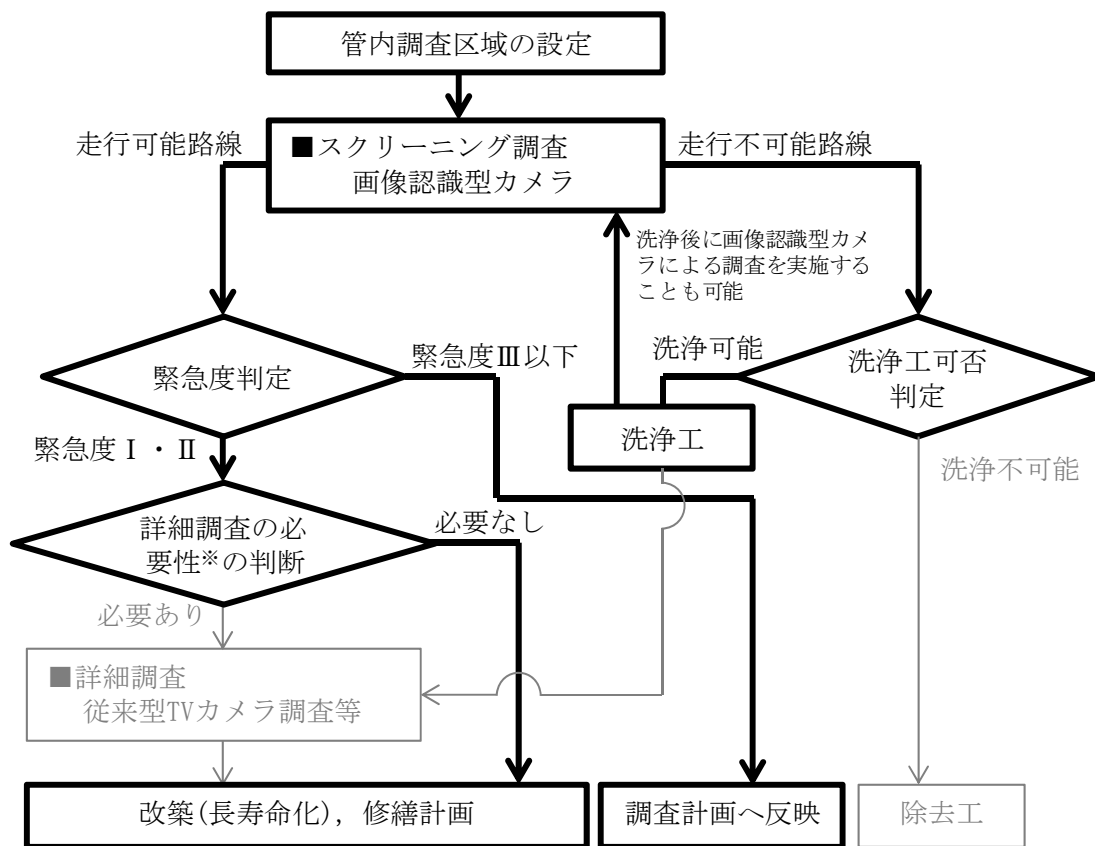 管内調査区域の設定
走行可能路線
■スクリーニング調査
画像認識型カメラ
走行不可能路線
洗浄後に画像認識型カメ
ラによる調査を実施する
ことも可能
緊急度判定
緊急度Ⅲ以下
洗浄可能
洗浄工可否
判定
洗浄工
緊急度Ⅰ・Ⅱ
洗浄不可能
詳細調査の必
要性※の判断
必要なし
必要あり
■詳細調査
従来型TVカメラ調査等
改築(長寿命化), 修繕計画
調査計画へ反映
除去工